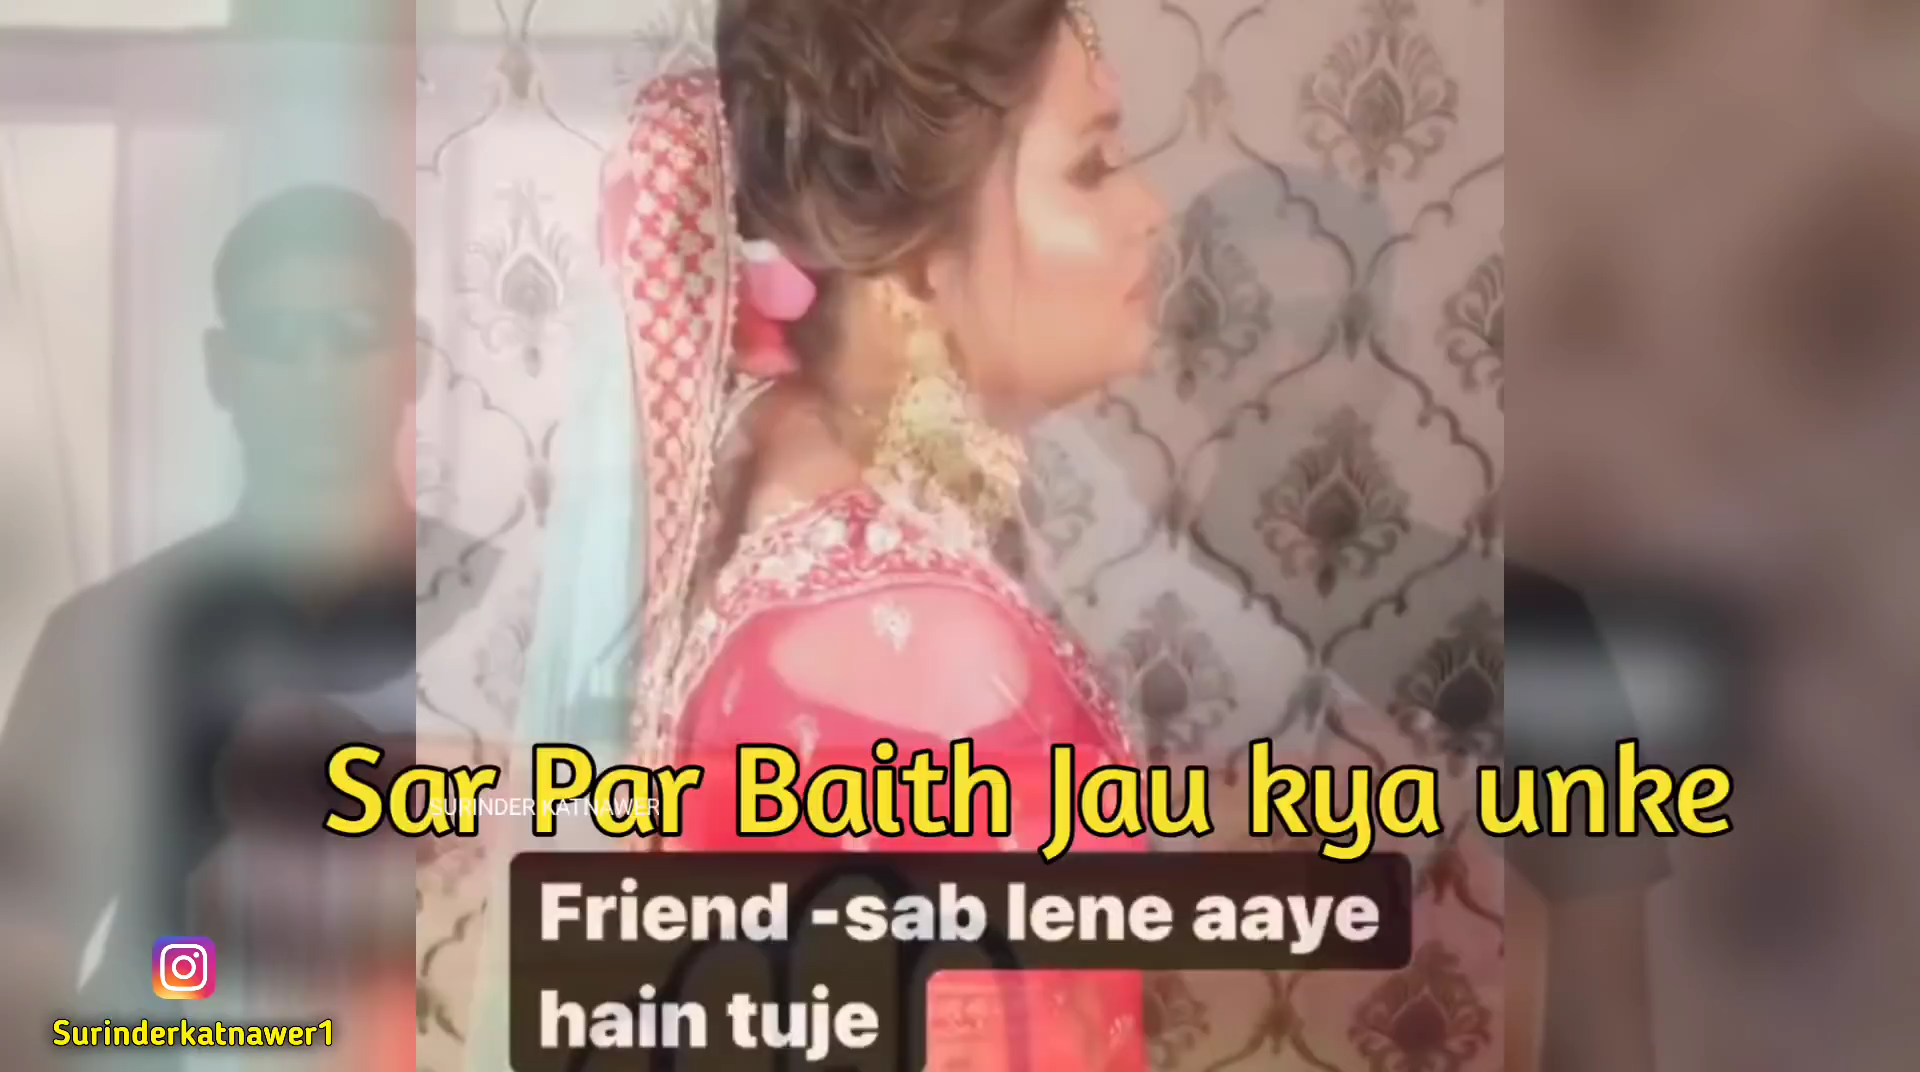 Sar Par Baith Jau kya unke
SURINDER KATNAWER
Friend -sab lene aaye
hain tuje
Surinderkatnawer1